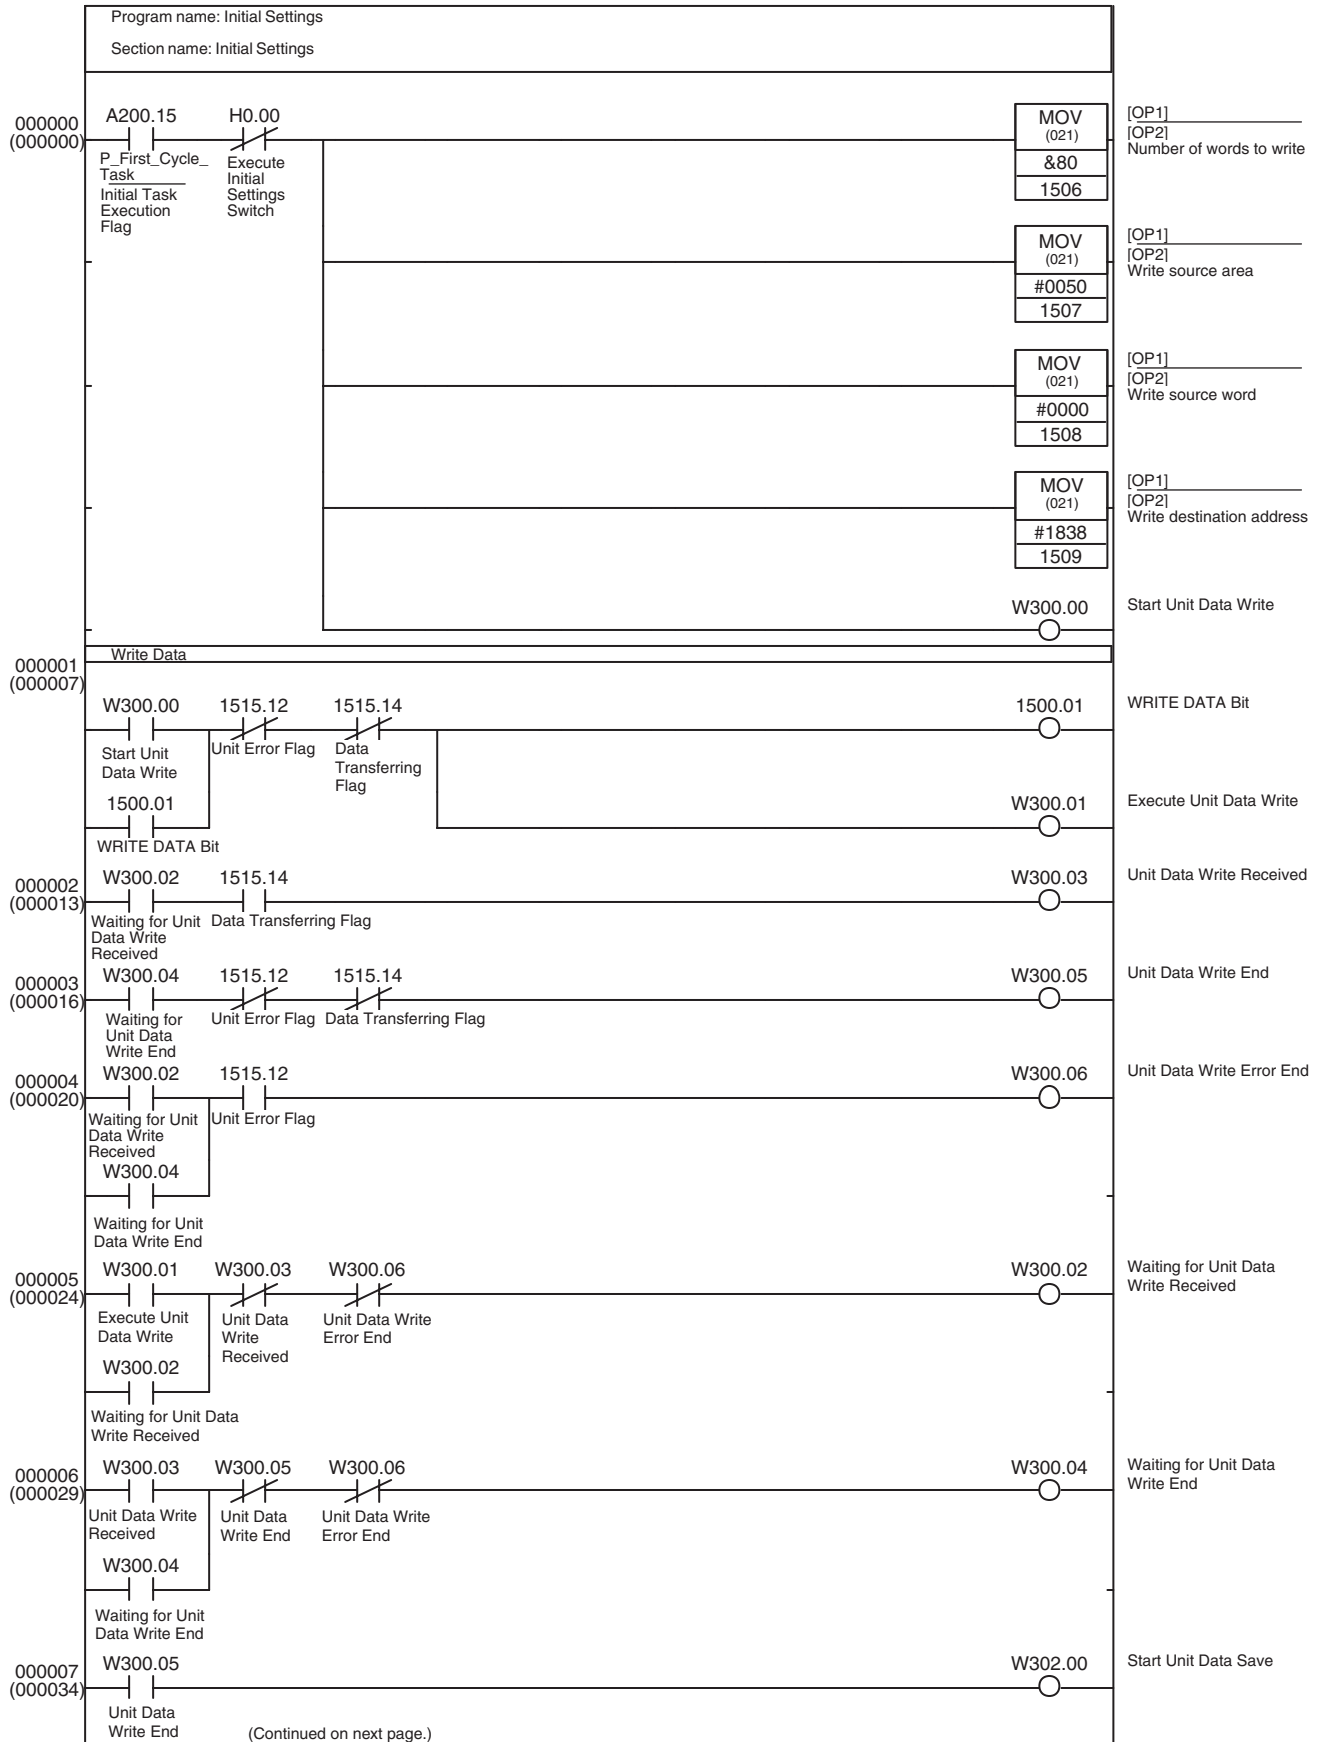 Program name: Initial Settings
Section name: Initial Settings
000000
(000000)
A200.15
H0.00
P_First_Cycle_
Task
Initial Task
Execution
Flag
Execute
Initial
Settings
Switch
MOV
(021)
&80
1506
[OP1]
[OP2]
Number of words to write
MOV
(021)
#0050
1507
[OP1]
[OP2]
Write source area
MOV
(021)
#0000
1508
[OP1]
[OP2]
Write source word
MOV
(021)
#1838
1509
[OP1]
[OP2]
Write destination address
W300.00
Start Unit Data Write
000001
(000007)
Write Data
W300.00
1515.12
1515.14
1500.01
WRITE DATA Bit
Start Unit
Data Write
Unit Error Flag
Data
Transferring
Flag
1500.01
WRITE DATA Bit
W300.01
Execute Unit Data Write
000002
(000013)
W300.02
1515.14
W300.03
Unit Data Write Received
Waiting for Unit
Data Write
Received
Data Transferring Flag
000003
(000016)
W300.04
1515.12
1515.14
W300.05
Unit Data Write End
Waiting for
Unit Data
Write End
Unit Error Flag
Data Transferring Flag
000004
(000020)
W300.02
1515.12
W300.06
Unit Data Write Error End
Waiting for Unit
Data Write
Received
Unit Error Flag
W300.04
Waiting for Unit
Data Write End
000005
(000024)
W300.01
W300.03
W300.06
W300.02
Waiting for Unit Data
Write Received
Execute Unit
Data Write
Unit Data
Write
Received
Unit Data Write
Error End
W300.02
Waiting for Unit Data
Write Received
000006
(000029)
W300.03
W300.05
W300.06
W300.04
Waiting for Unit Data
Write End
Unit Data Write
Received
Unit Data
Write End
Unit Data Write
Error End
W300.04
Waiting for Unit
Data Write End
000007
(000034)
W300.05
W302.00
Start Unit Data Save
Unit Data
Write End
(Continued on next page.)